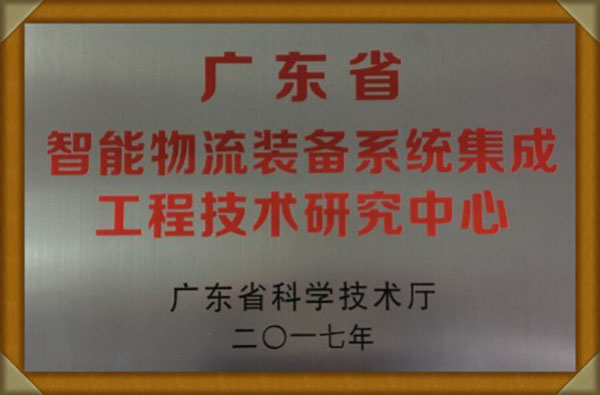 广东省
智能物流装备系统集成
工程技术研究中心
广东省科学技术厅
二〇一七年